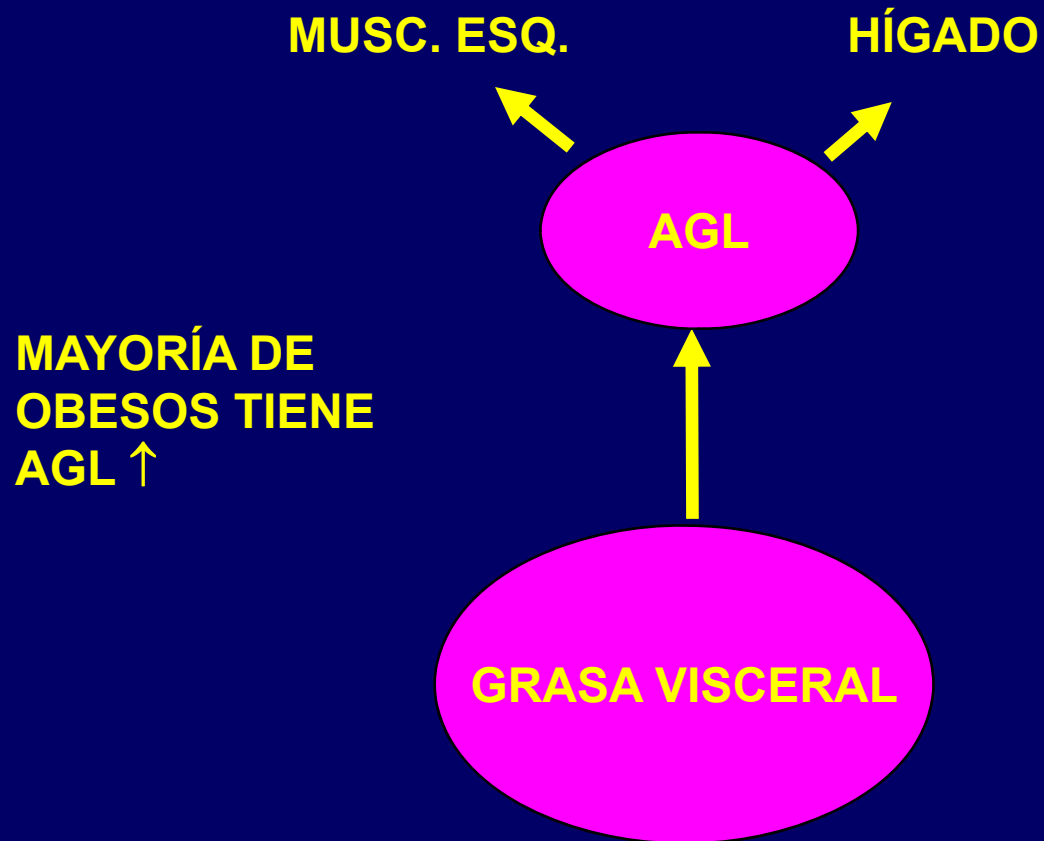 MUSC. ESQ.
HÍGADO
AGL
MAYORÍA DE
OBESOS TIENE
AGL ↑
GRASA VISCERAL